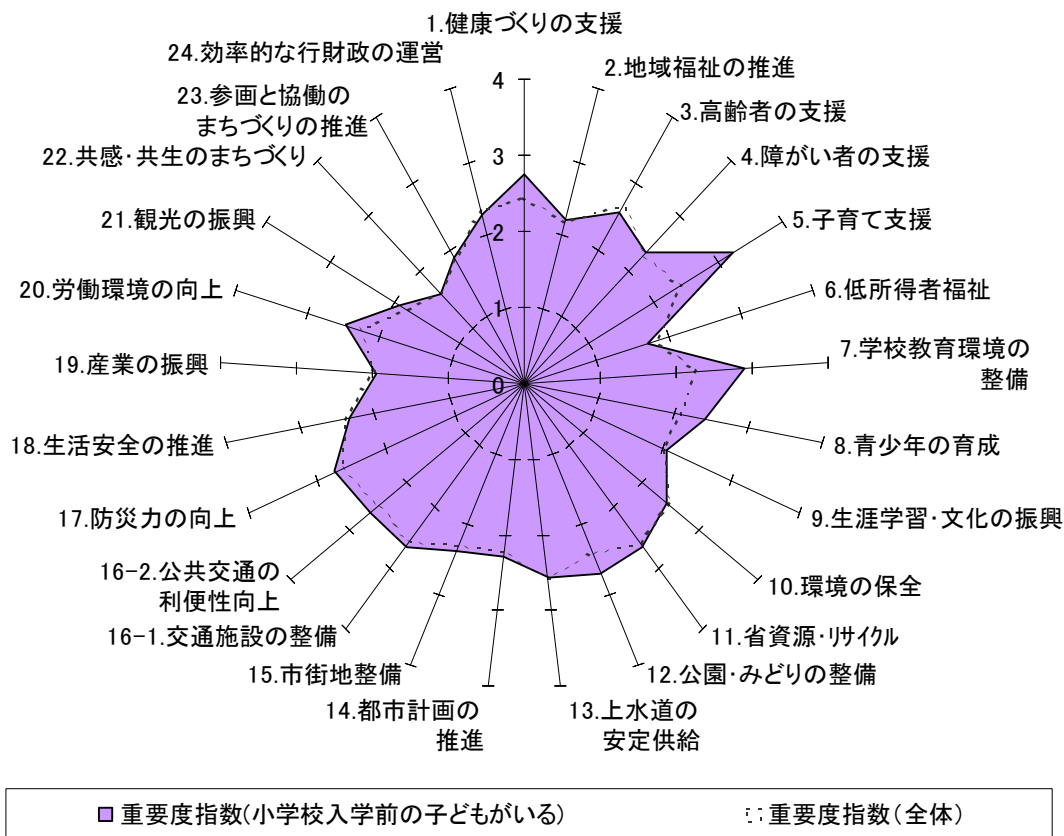 1.健康づくりの支援
2.地域福祉の推進
3.高齢者の支援
4.障がい者の支援
5.子育て支援
6.低所得者福祉
7.学校教育環境の
整備
8.青少年の育成
9.生涯学習・文化の振興
10.環境の保全
11.省資源・リサイクル
12.公園・みどりの整備
13.上水道の
安定供給
14.都市計画の
推進
15.市街地整備
16-1.交通施設の整備
16-2.公共交通の
利便性向上
17.防災力の向上
18.生活安全の推進
19.産業の振興
20.労働環境の向上
21.観光の振興
22.共感・共生のまちづくり
23.参画と協働の
まちづくりの推進
24.効率的な行財政の運営
4
3
2
1
0
重要度指数(小学校入学前の子どもがいる)
重要度指数(全体)